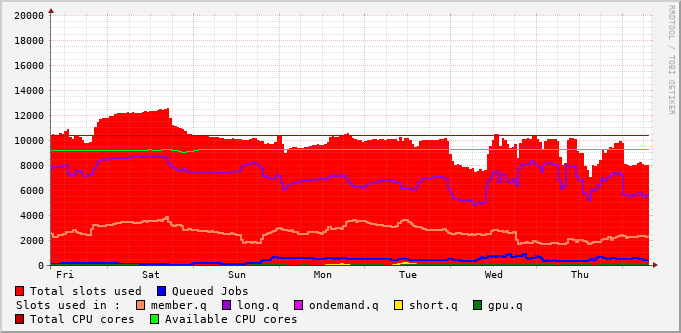 20000
18000
16000
14000
12000
10000
8000
6000
4000
2000
0
Fri Sat Sun Mon Tue Wed Thu
RRDTOOL / TOBI OETIKER
Total slots used Queued Jobs
Slots used in : member.q long.q ondemand.q short.q gpu.q
Total CPU cores Available CPU cores